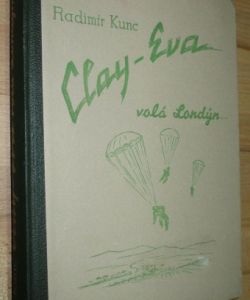 Radimír Kunc
Clay-Eva
volá Londýn...